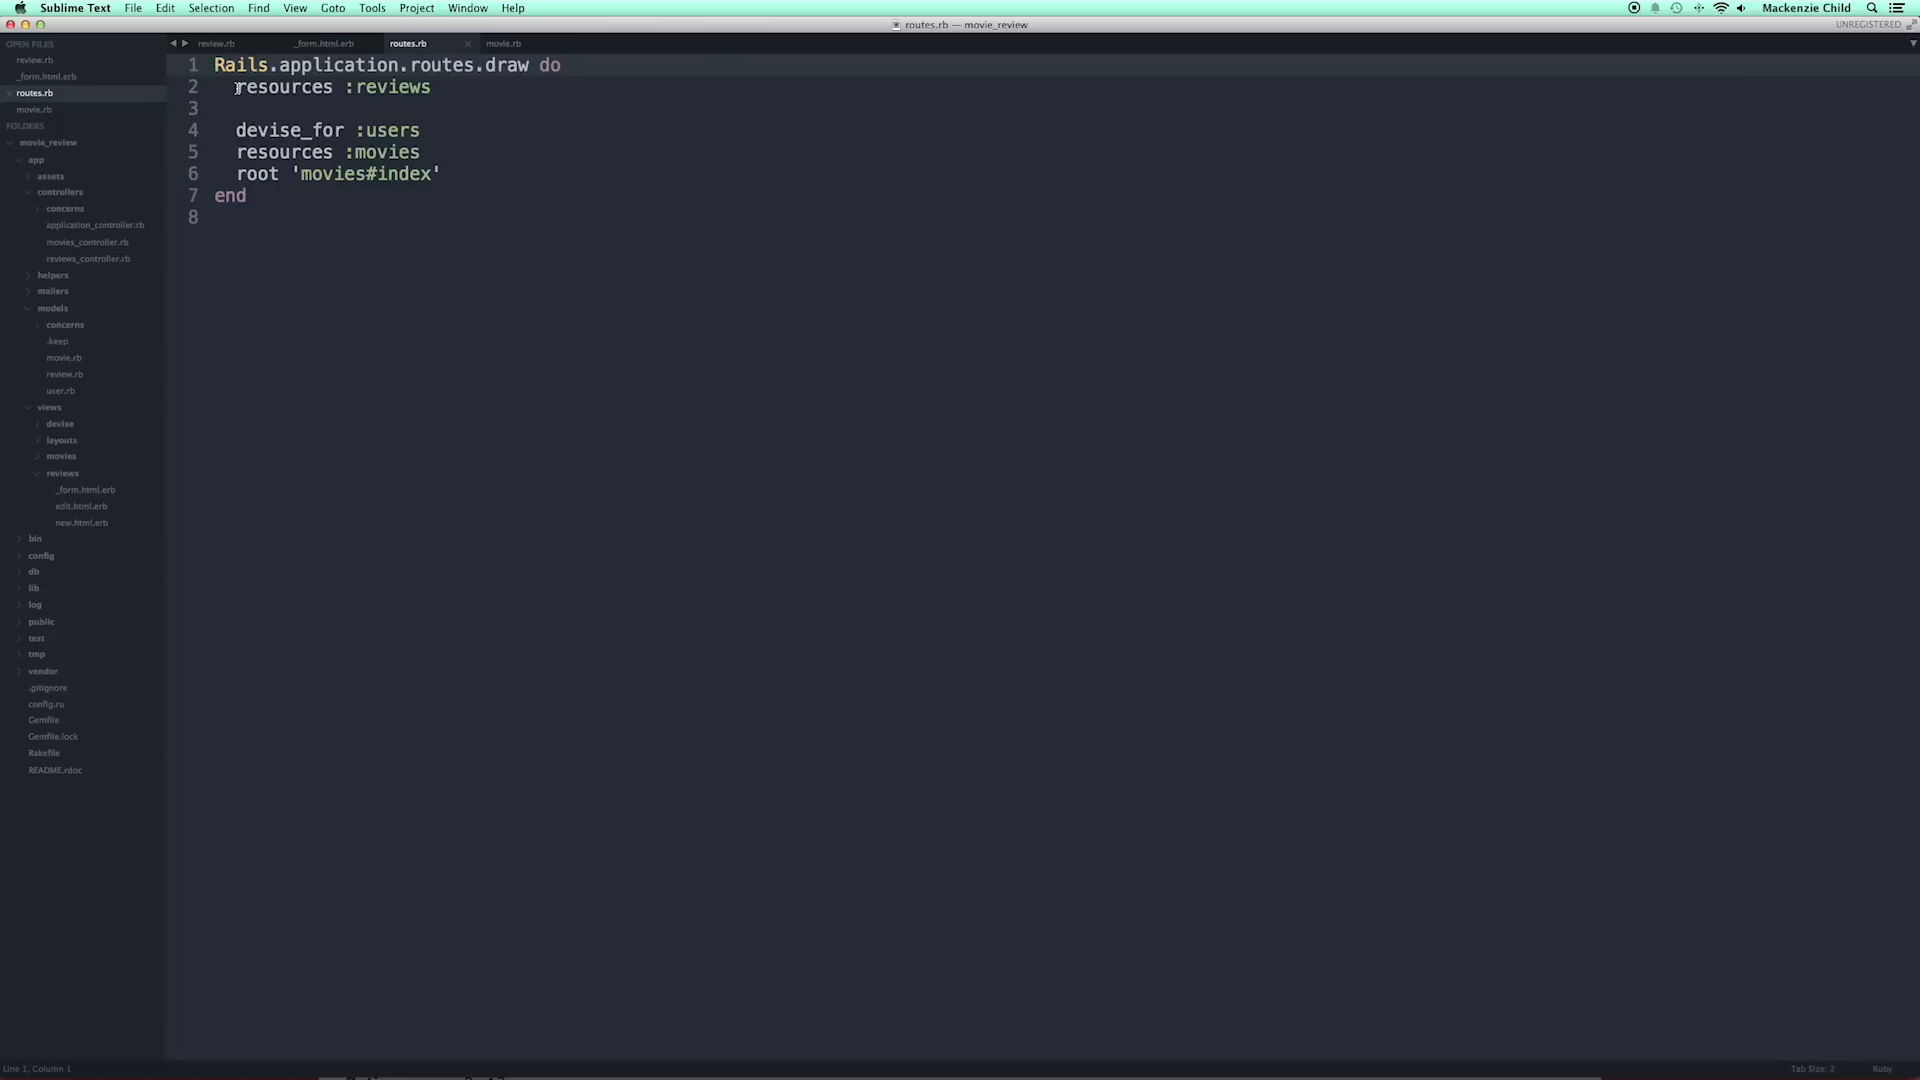 Sublime Text File Edit Selection Find View Goto Tools Project Window Help Mackenzie Child
routes.rb — movie_review UNREGISTERED
OPEN FILES
review.rb
_form.html.erb
routes.rb
movie.rb
FOLDERS
movie_review
app
assets
controllers
concerns
application_controller.rb
movies_controller.rb
reviews_controller.rb
helpers
mailers
models
concerns
.keep
movie.rb
review.rb
user.rb
views
devise
layouts
movies
reviews
_form.html.erb
edit.html.erb
new.html.erb
bin
config
db
lib
log
public
test
tmp
vendor
.gitignore
config.ru
Gemfile
Gemfile.lock
Rakefile
README.rdoc
review.rb _form.html.erb routes.rb movie.rb
1 Rails.application.routes.draw do
2 resources :reviews
3
4 devise_for :users
5 resources :movies
6 root 'movies#index'
7 end
8
Line 1, Column 1 Tab Size: 2 Ruby